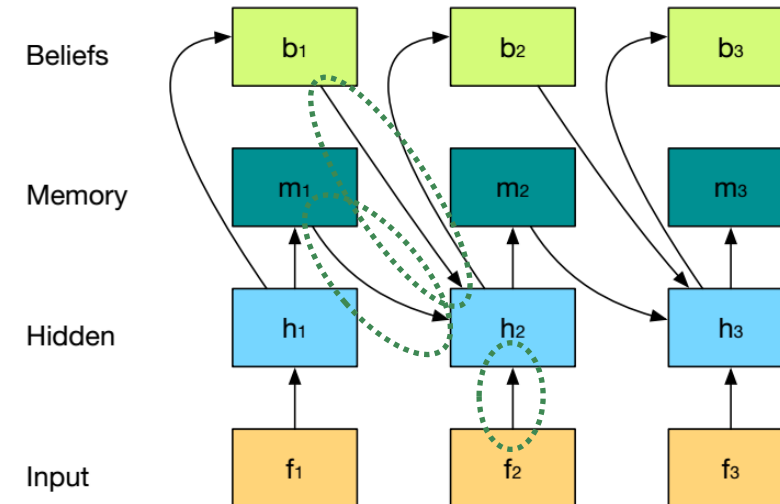 Beliefs b1 b2 b3
Memory m1 m2 m3
Hidden h1 h2 h3
Input f1 f2 f3